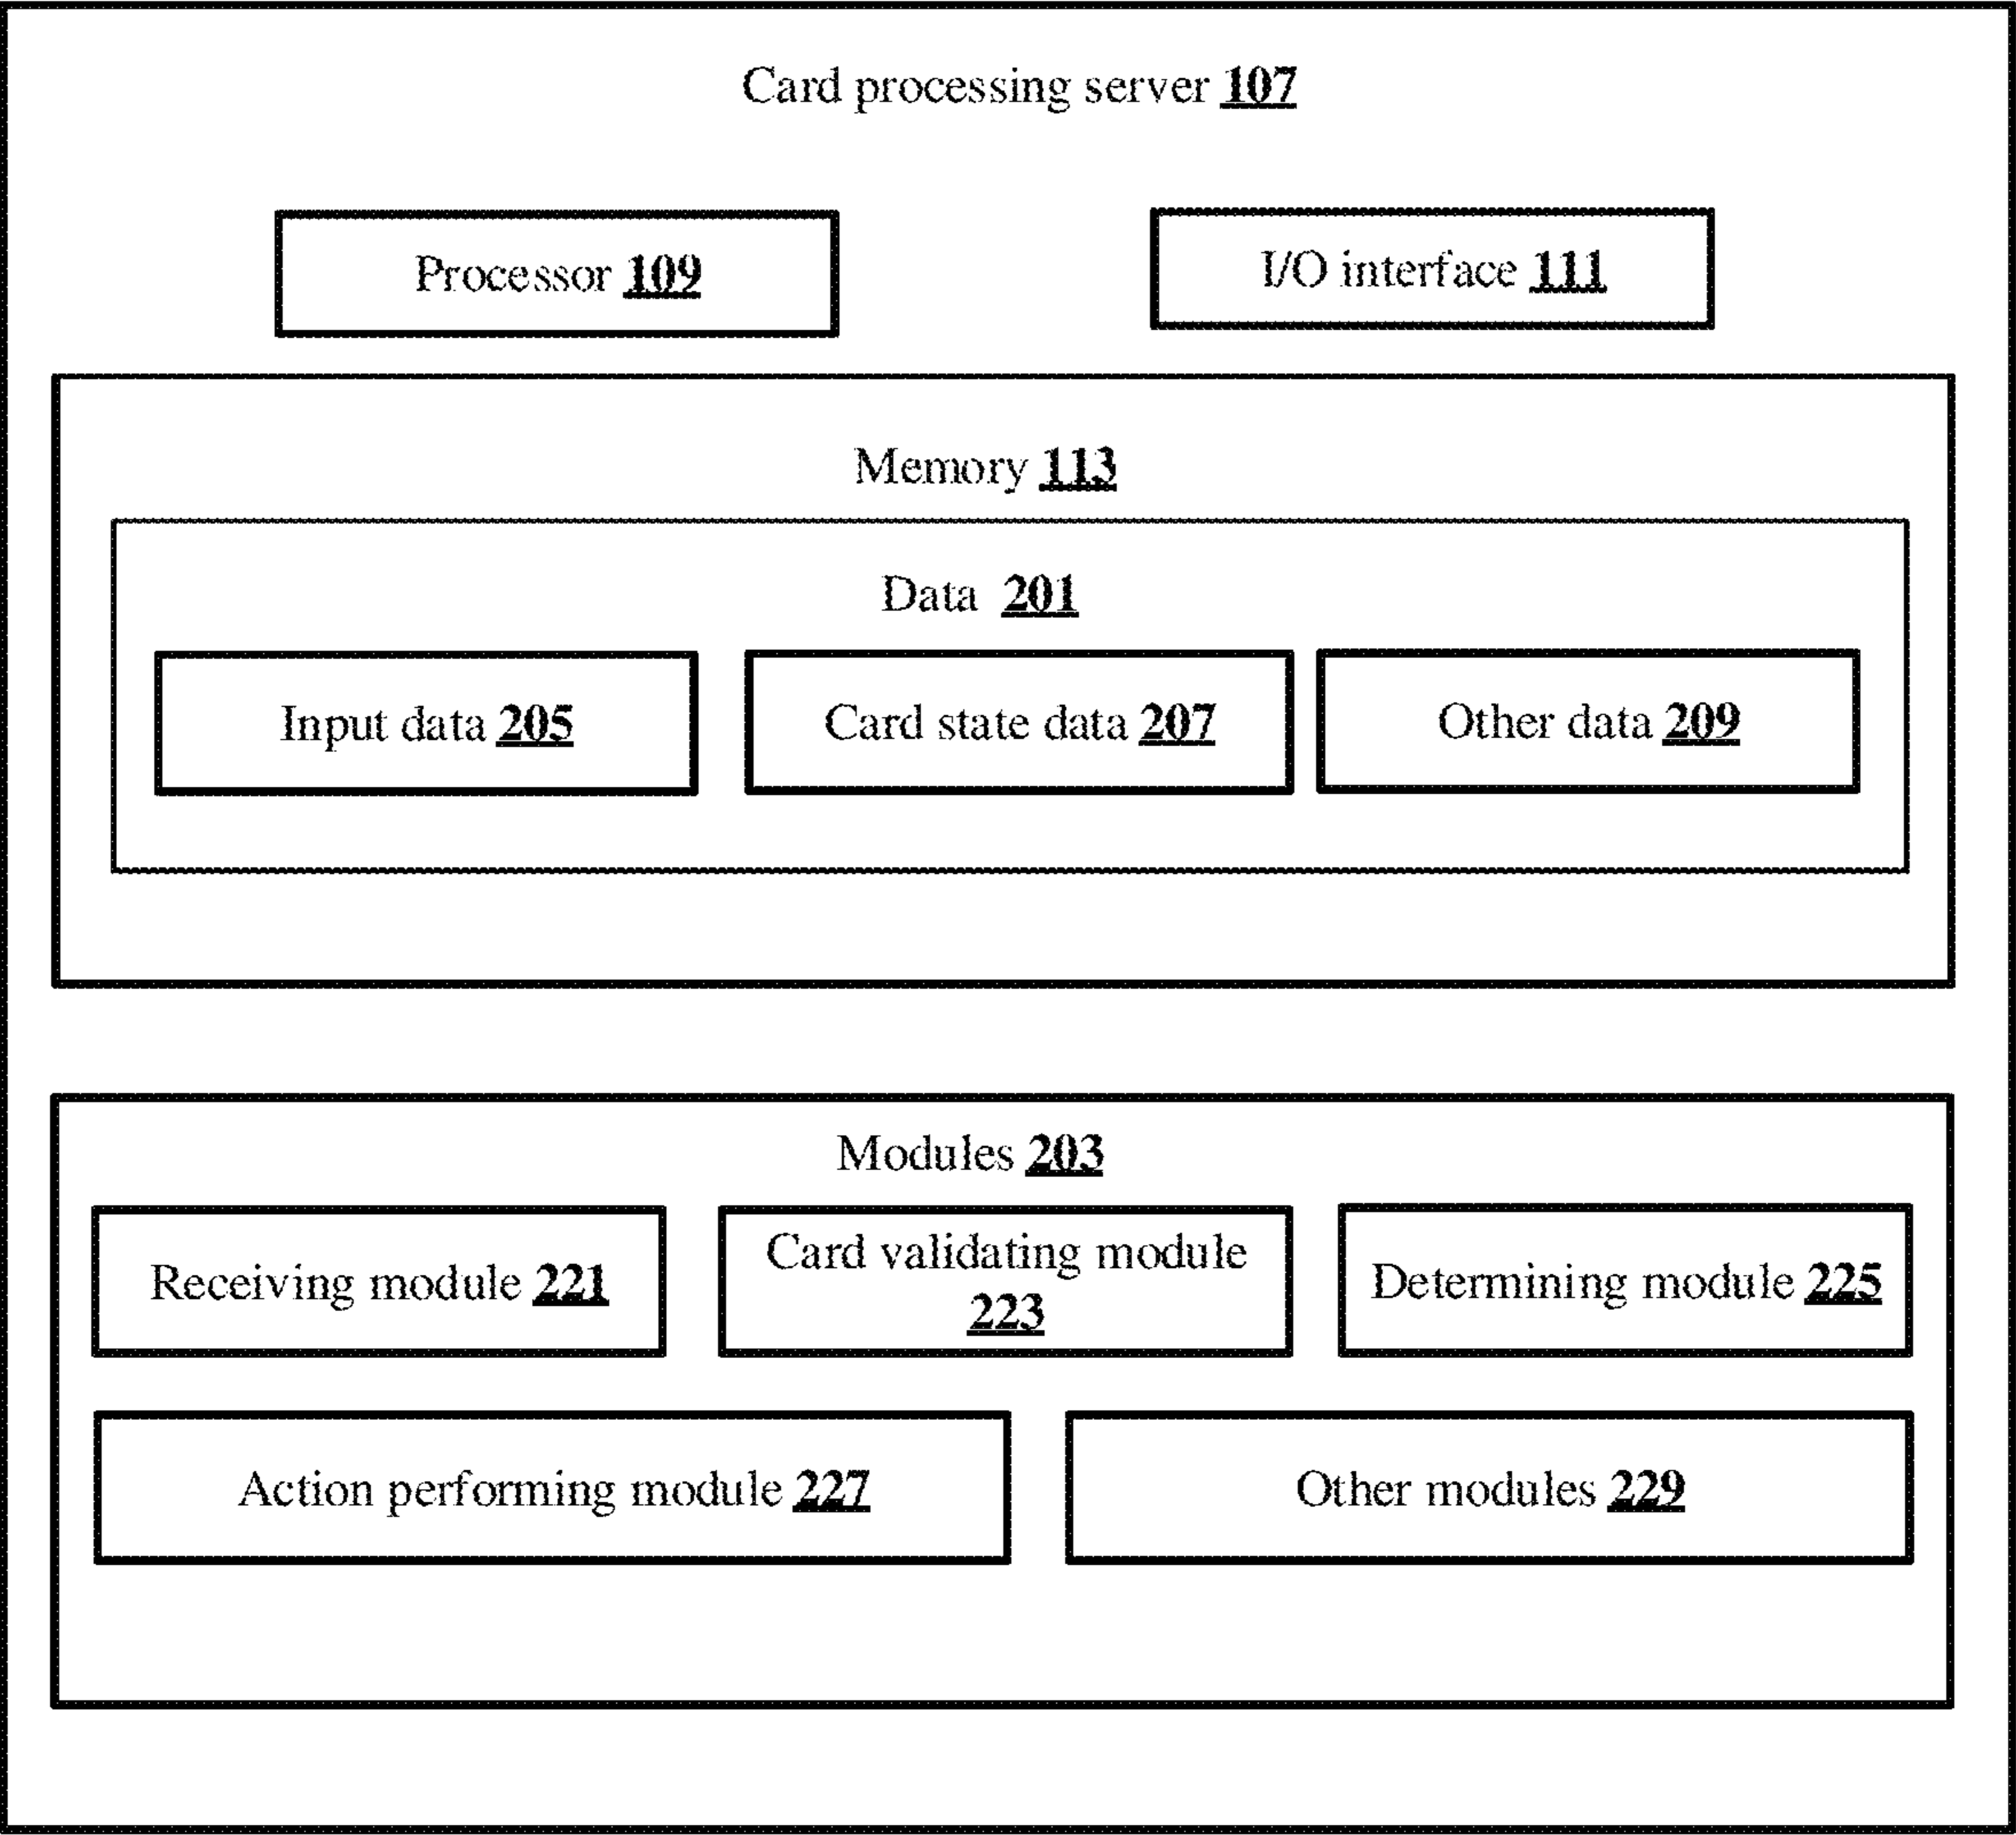 Card processing server 107
Processor 109
I/O interface 111
Memory 113
Data 201
Input data 205
Card state data 207
Other data 209
Modules 203
Receiving module 221
Card validating module
223
Determining module 225
Action performing module 227
Other modules 229